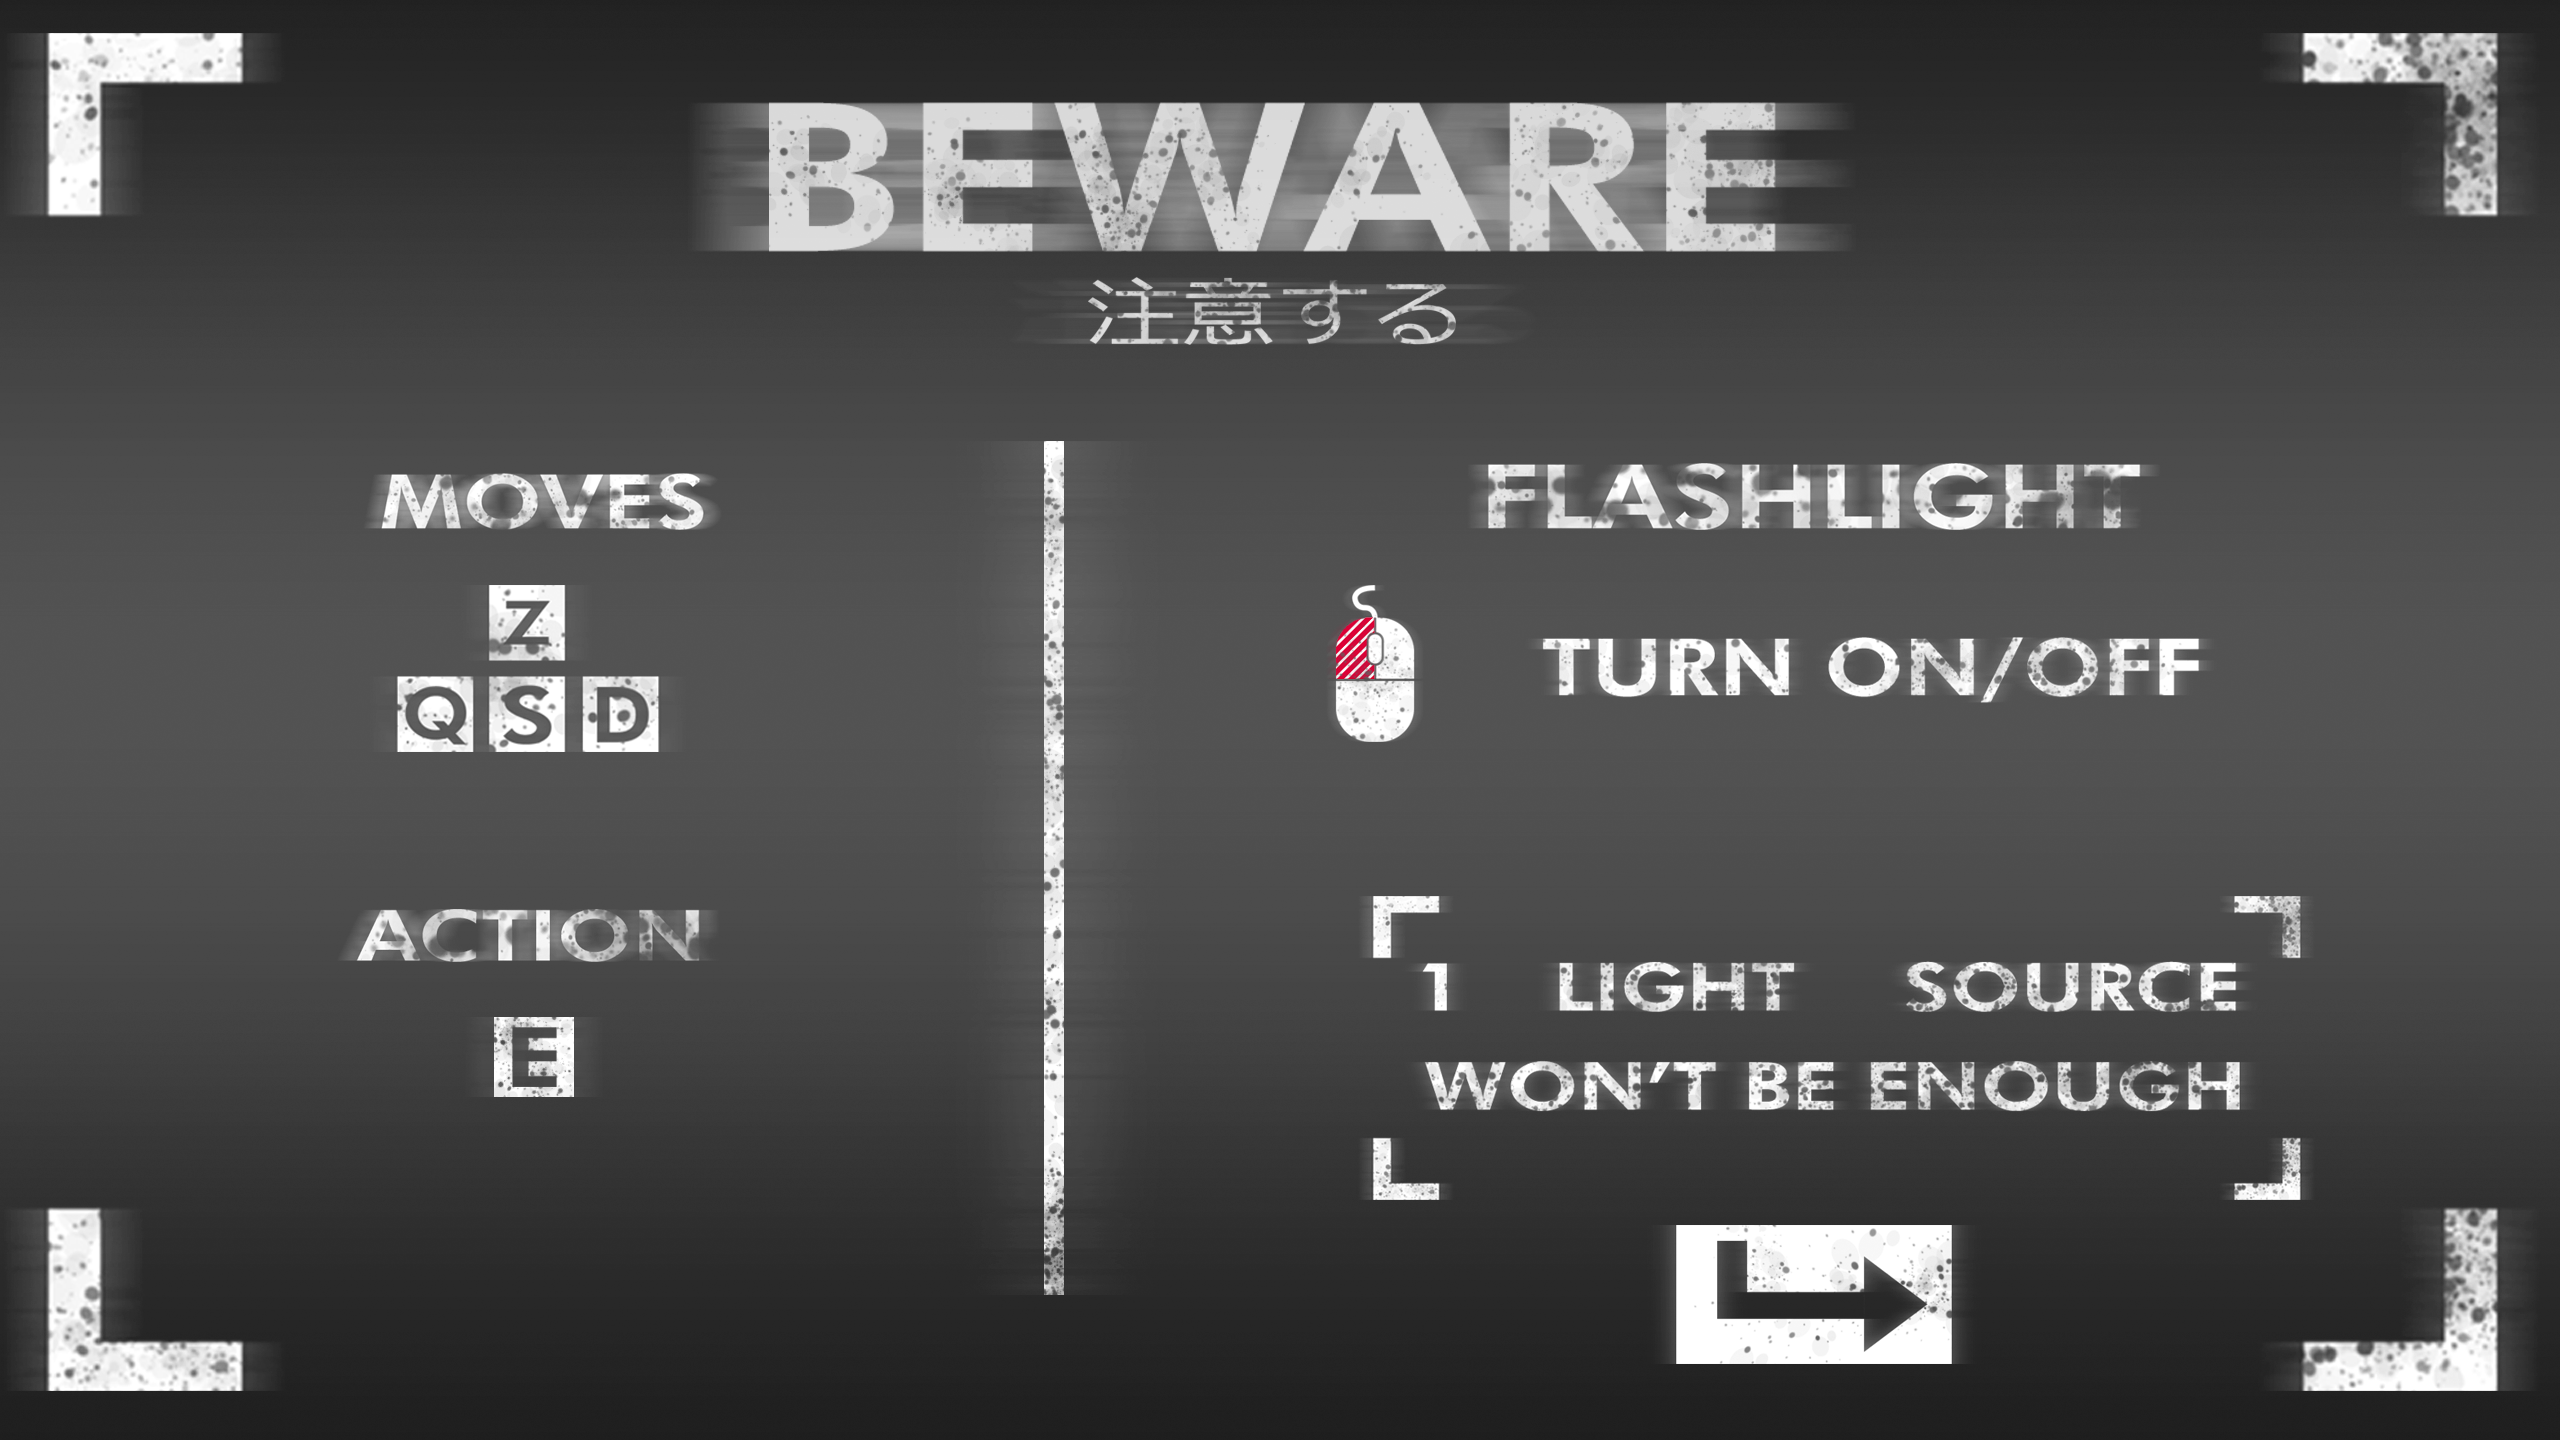 BEWARE
注意する
MOVES
Z
Q S D
ACTION
E
FLASHLIGHT
TURN ON/OFF
1 LIGHT SOURCE
WON'T BE ENOUGH